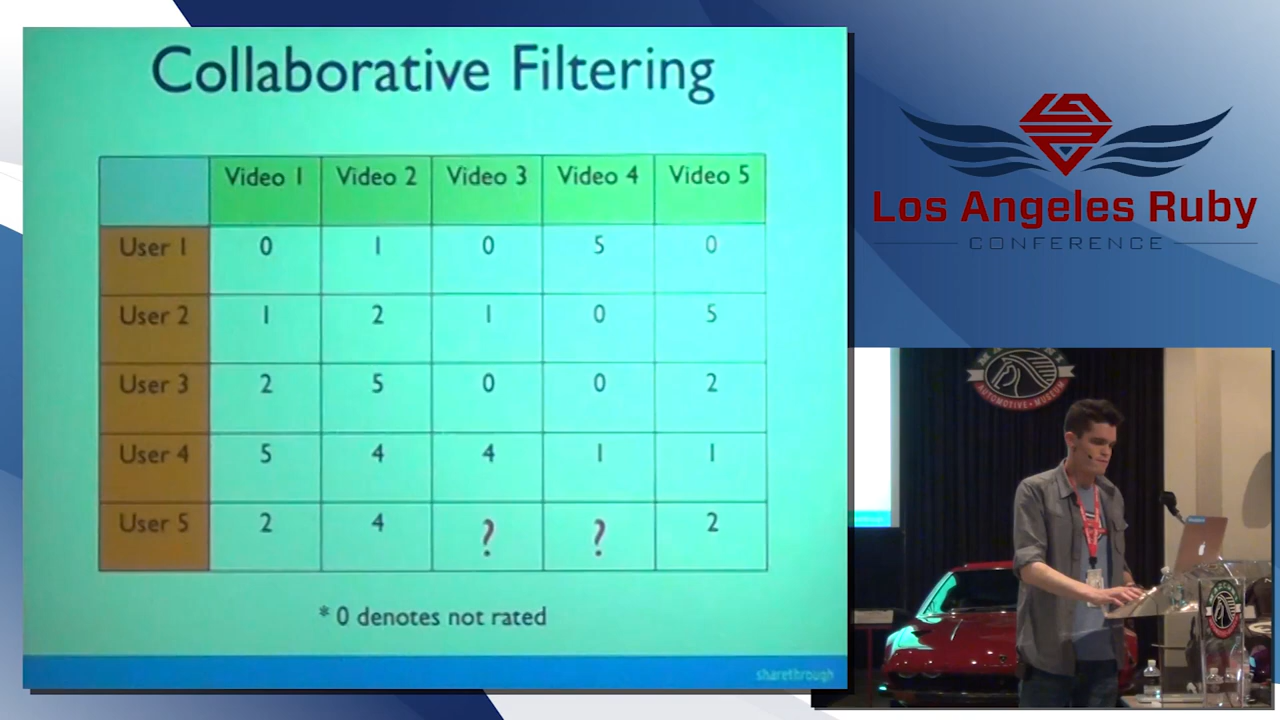 Collaborative Filtering
Video 1 Video 2 Video 3 Video 4 Video 5
User 1 0 1 0 5 0
User 2 1 2 1 0 5
User 3 2 5 0 0 2
User 4 5 4 4 1 1
User 5 2 4 ? ? 2
* 0 denotes not rated
sharethrough
Los Angeles Ruby
CONFERENCE
AUTOMOTIVE MUSEUM